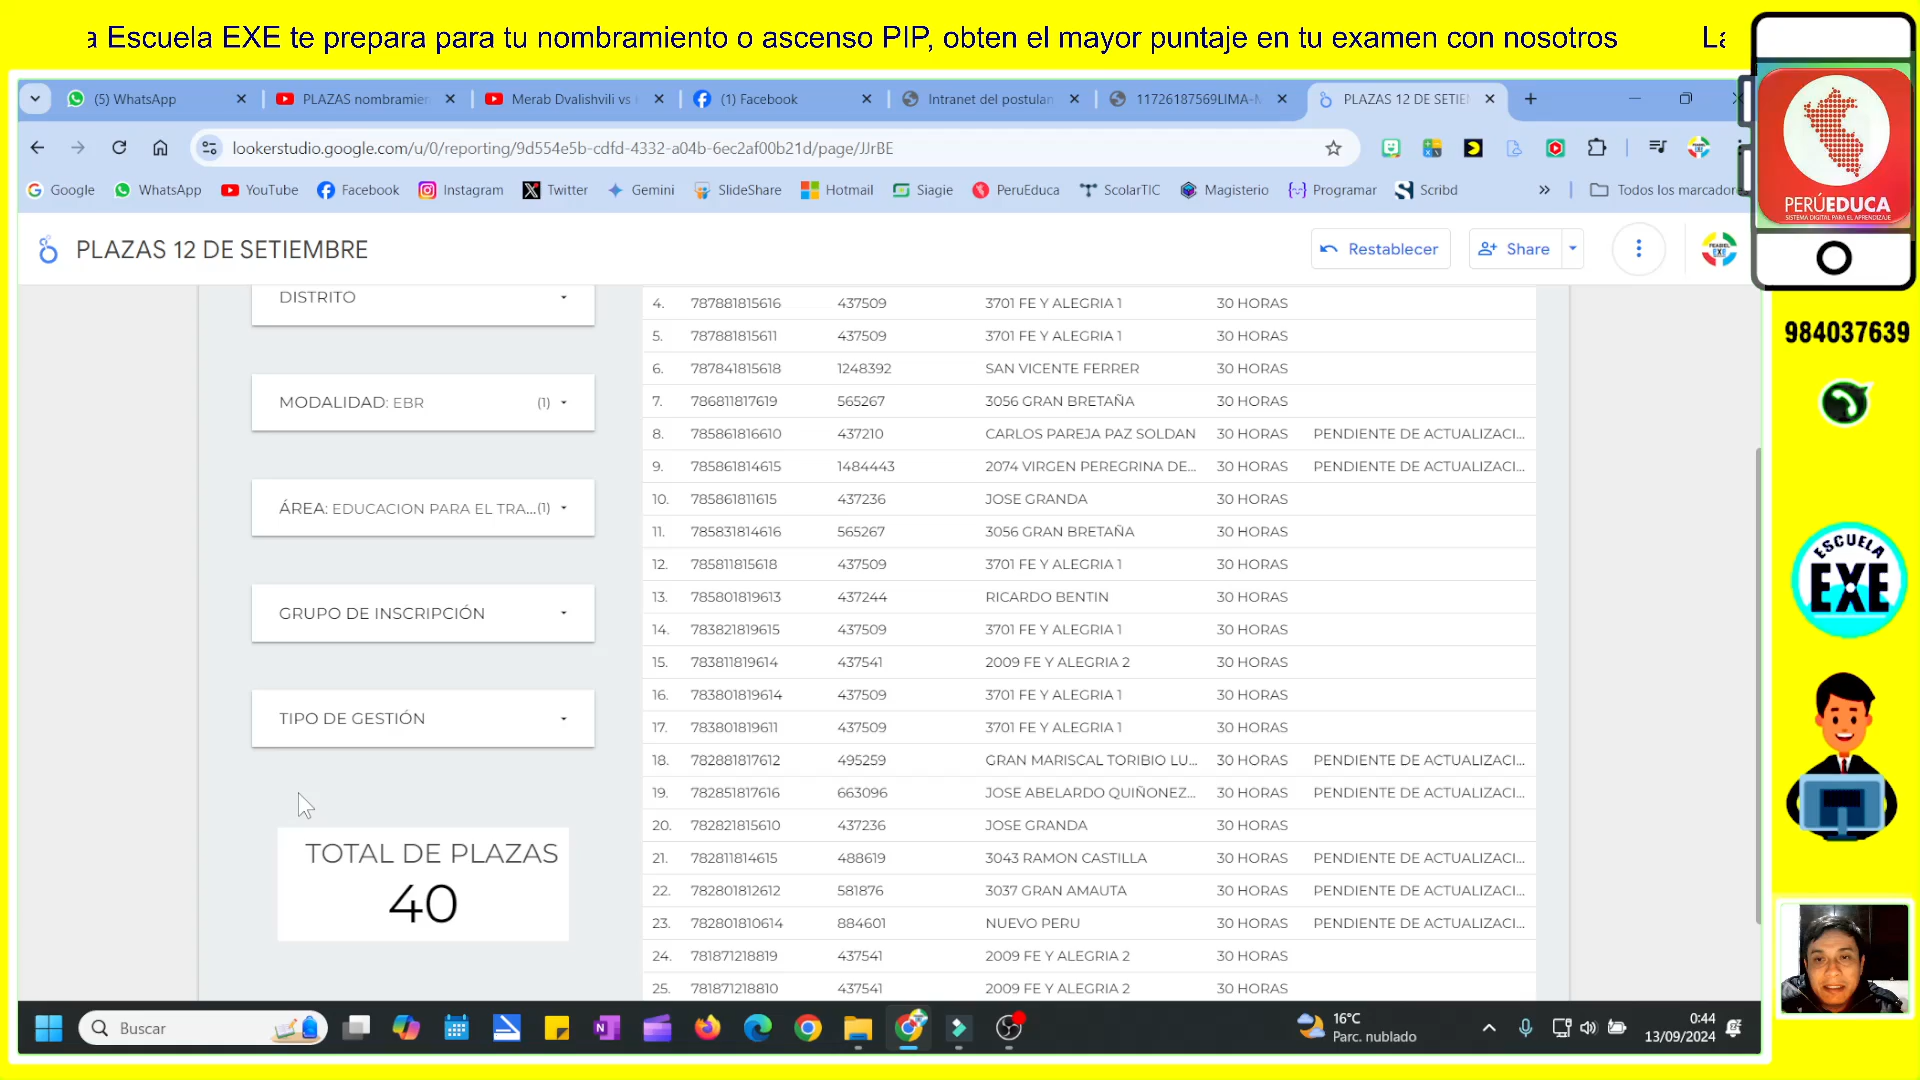 a Escuela EXE te prepara para tu nombramiento o ascenso PIP, obten el mayor puntaje en tu examen con nosotros La
(5) WhatsApp
PLAZAS nombramien
Merab Dvalishvili vs
(1) Facebook
Intranet del postulan
11726187569LIMA-M
PLAZAS 12 DE SETIEM
lookerstudio.google.com/u/0/reporting/9d554e5b-cdfd-4332-a04b-6ec2af00b21d/page/JJrBE
Google WhatsApp YouTube Facebook Instagram Twitter Gemini SlideShare Hotmail Siagie PeruEduca ScolarTIC Magisterio Programar Scribd » Todos los marcadore
PLAZAS 12 DE SETIEMBRE
Restablecer
Share
DISTRITO
MODALIDAD: EBR (1)
ÁREA: EDUCACION PARA EL TRA... (1)
GRUPO DE INSCRIPCIÓN
TIPO DE GESTIÓN
TOTAL DE PLAZAS
40
4. 787881815616 437509 3701 FE Y ALEGRIA 1 30 HORAS
5. 787881815611 437509 3701 FE Y ALEGRIA 1 30 HORAS
6. 787841815618 1248392 SAN VICENTE FERRER 30 HORAS
7. 786811817619 565267 3056 GRAN BRETAÑA 30 HORAS
8. 785861816610 437210 CARLOS PAREJA PAZ SOLDAN 30 HORAS PENDIENTE DE ACTUALIZACI...
9. 785861814615 1484443 2074 VIRGEN PEREGRINA DE... 30 HORAS PENDIENTE DE ACTUALIZACI...
10. 785861811615 437236 JOSE GRANDA 30 HORAS
11. 785831814616 565267 3056 GRAN BRETAÑA 30 HORAS
12. 785811815618 437509 3701 FE Y ALEGRIA 1 30 HORAS
13. 785801819613 437244 RICARDO BENTIN 30 HORAS
14. 783821819615 437509 3701 FE Y ALEGRIA 1 30 HORAS
15. 783811819614 437541 2009 FE Y ALEGRIA 2 30 HORAS
16. 783801819614 437509 3701 FE Y ALEGRIA 1 30 HORAS
17. 783801819611 437509 3701 FE Y ALEGRIA 1 30 HORAS
18. 782881817612 495259 GRAN MARISCAL TORIBIO LU... 30 HORAS PENDIENTE DE ACTUALIZACI...
19. 782851817616 663096 JOSE ABELARDO QUIÑONEZ... 30 HORAS PENDIENTE DE ACTUALIZACI...
20. 782821815610 437236 JOSE GRANDA 30 HORAS
21. 782811814615 488619 3043 RAMON CASTILLA 30 HORAS PENDIENTE DE ACTUALIZACI...
22. 782801812612 581876 3037 GRAN AMAUTA 30 HORAS PENDIENTE DE ACTUALIZACI...
23. 782801810614 884601 NUEVO PERU 30 HORAS PENDIENTE DE ACTUALIZACI...
24. 781871218819 437541 2009 FE Y ALEGRIA 2 30 HORAS
25. 781871218810 437541 2009 FE Y ALEGRIA 2 30 HORAS
PERÚEDUCA
SISTEMA DIGITAL PARA EL APRENDIZAJE
984037639
ESCUELA
EXE
Buscar
16°C
Parc. nublado
0:44
13/09/2024